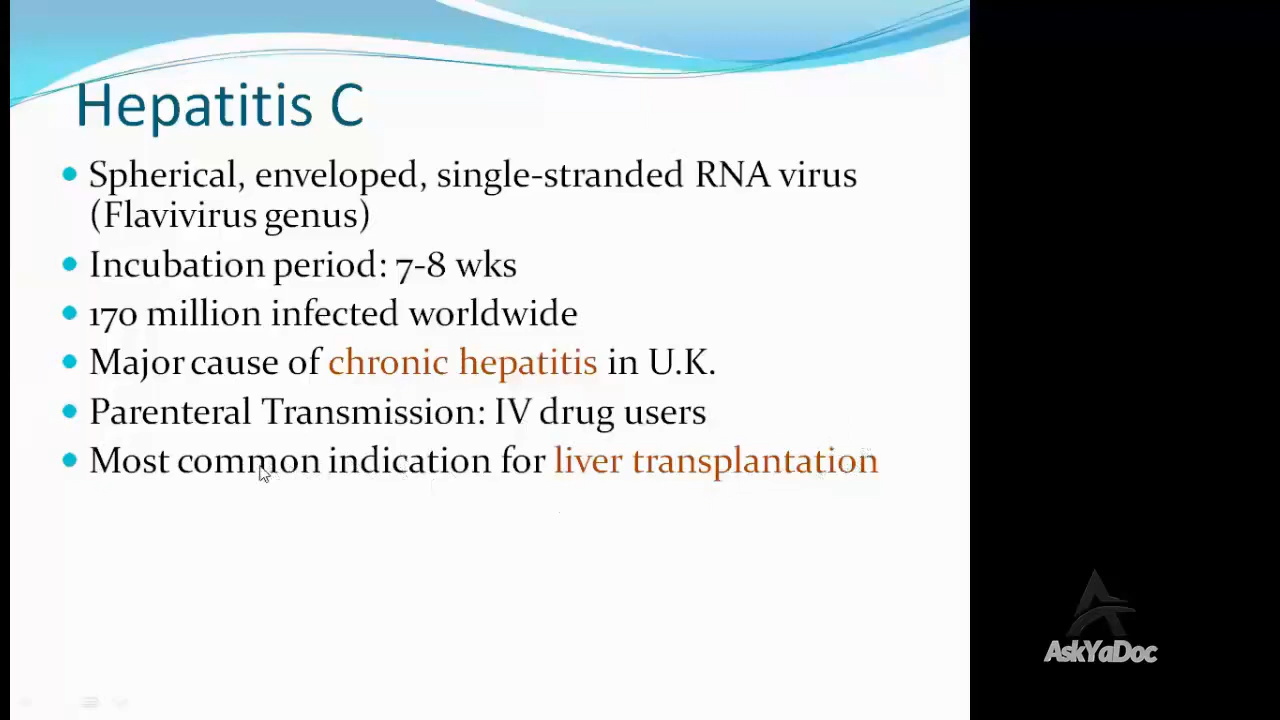 Hepatitis C
Spherical, enveloped, single-stranded RNA virus
(Flavivirus genus)
Incubation period: 7-8 wks
170 million infected worldwide
Major cause of chronic hepatitis in U.K.
Parenteral Transmission: IV drug users
Most common indication for liver transplantation
AskYaDoc